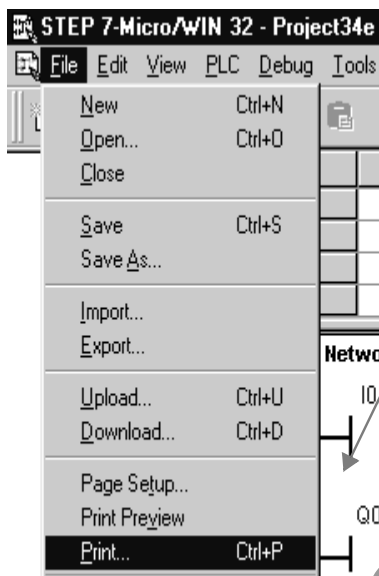 STEP 7-Micro/WIN 32 - Project34e
File Edit View PLC Debug Tools
New Ctrl+N
Open... Ctrl+O
Close
Save Ctrl+S
Save As...
Import...
Export...
Netwo
Upload... Ctrl+U
I0
Download... Ctrl+D
Page Setup...
Print Preview
Q0
Print... Ctrl+P